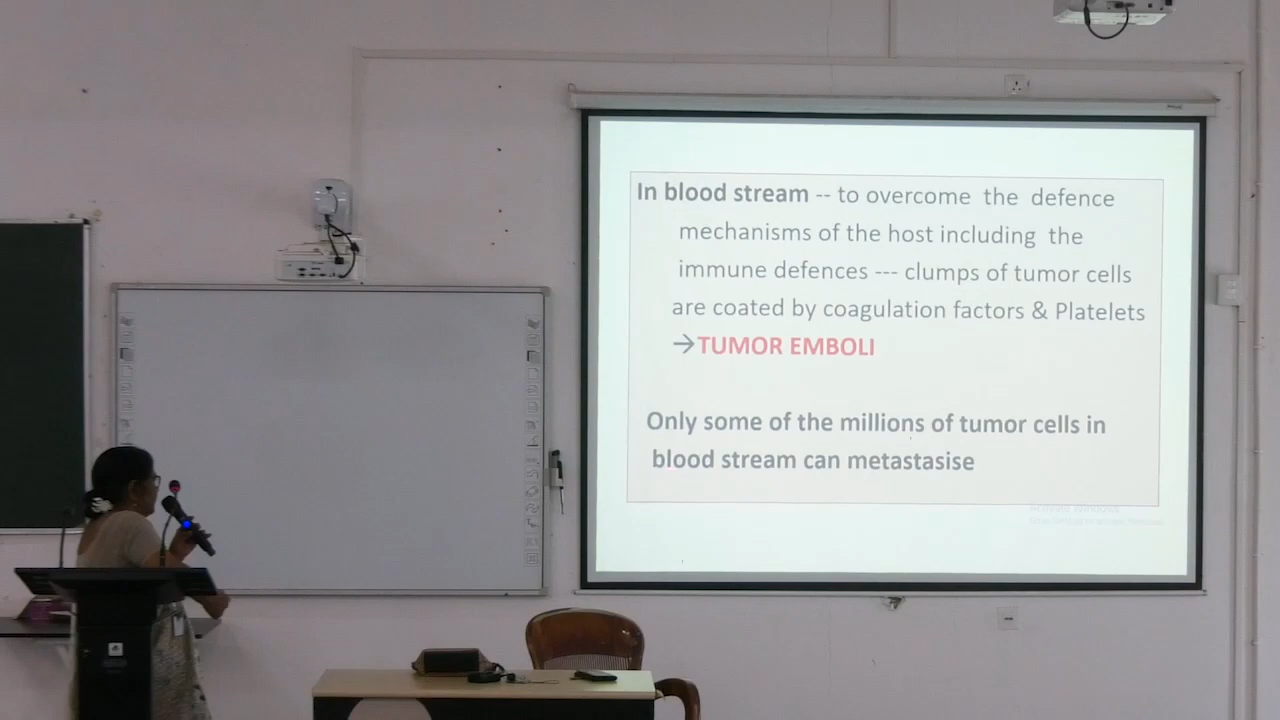 In blood stream -- to overcome the defence
mechanisms of the host including the
immune defences --- clumps of tumor cells
are coated by coagulation factors & Platelets
→TUMOR EMBOLI
Only some of the millions of tumor cells in
blood stream can metastasise